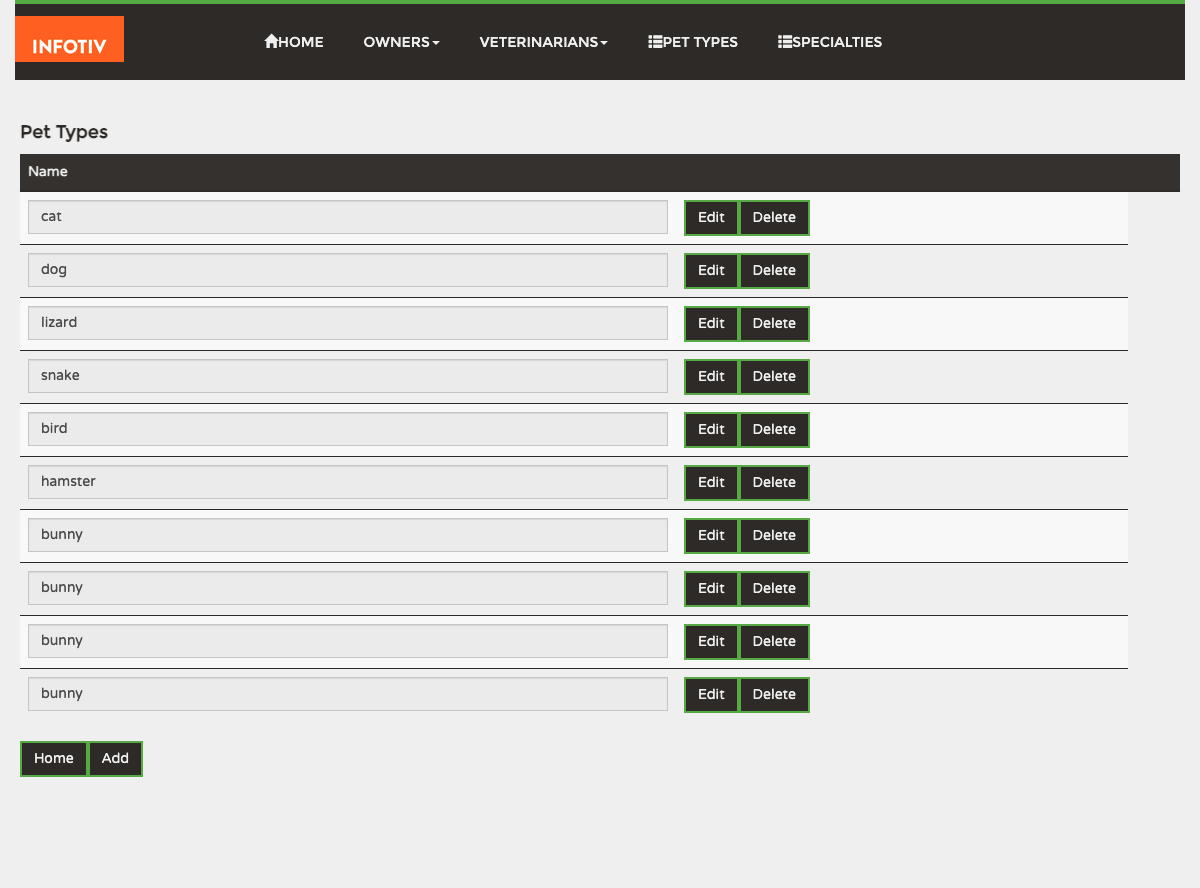 INFOTIV HOME OWNERS VETERINARIANS PET TYPES SPECIALTIES
Pet Types
Name
cat Edit Delete
dog Edit Delete
lizard Edit Delete
snake Edit Delete
bird Edit Delete
hamster Edit Delete
bunny Edit Delete
bunny Edit Delete
bunny Edit Delete
bunny Edit Delete
Home Add